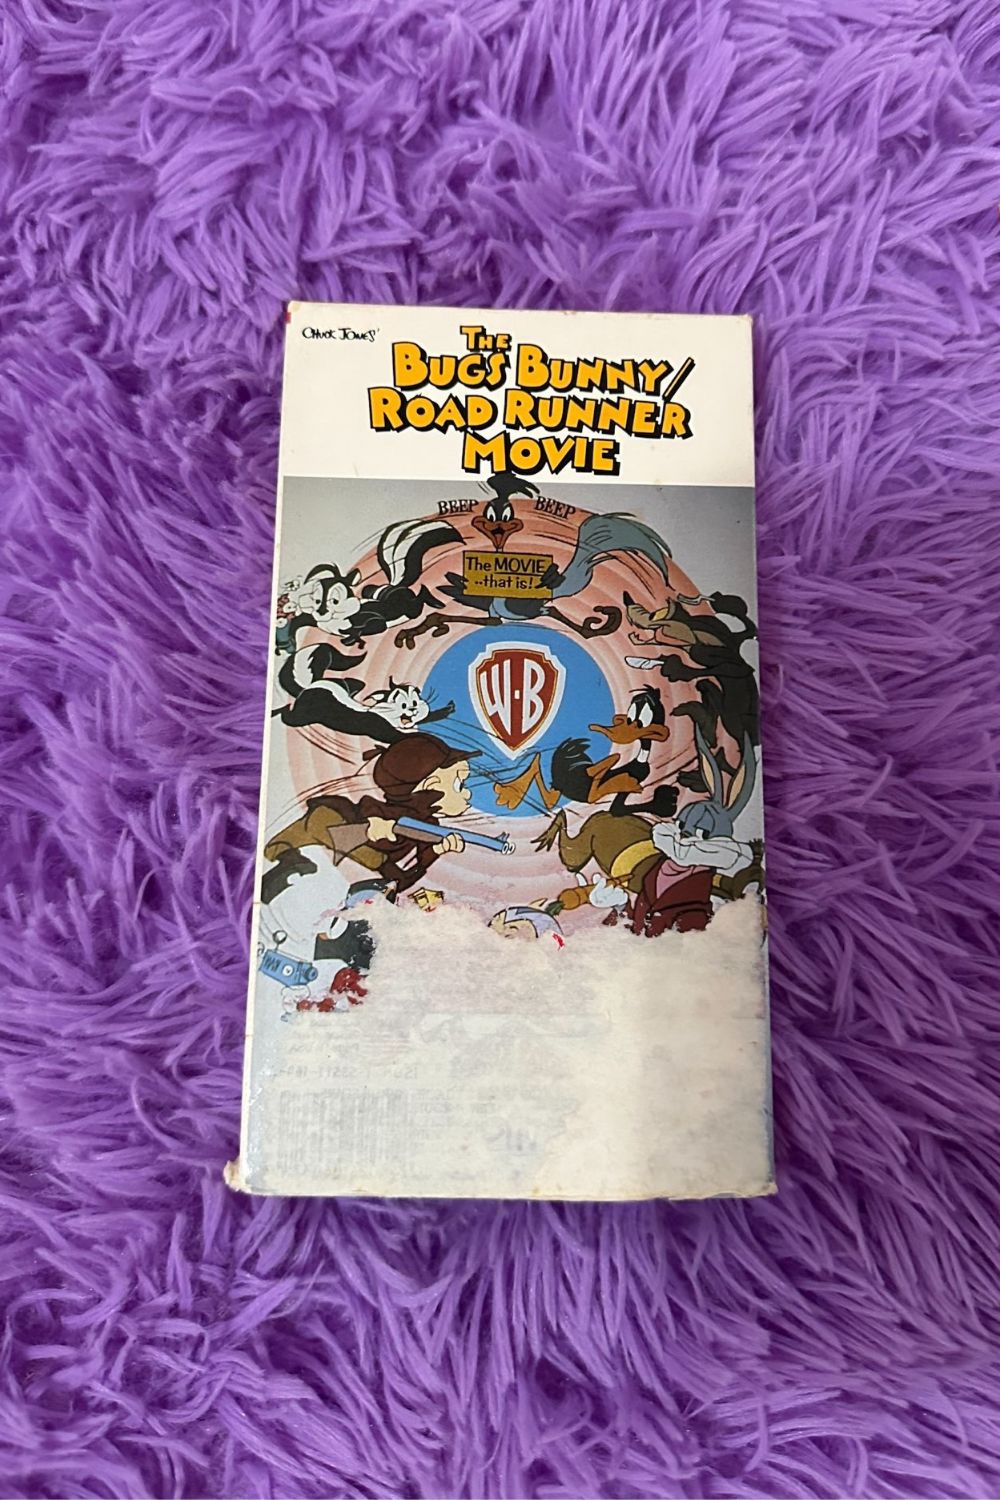 CHUCK JONES'
THE
BUGS BUNNY/
ROAD RUNNER
MOVIE
BEEP BEEP
The MOVIE
..that is!
W·B